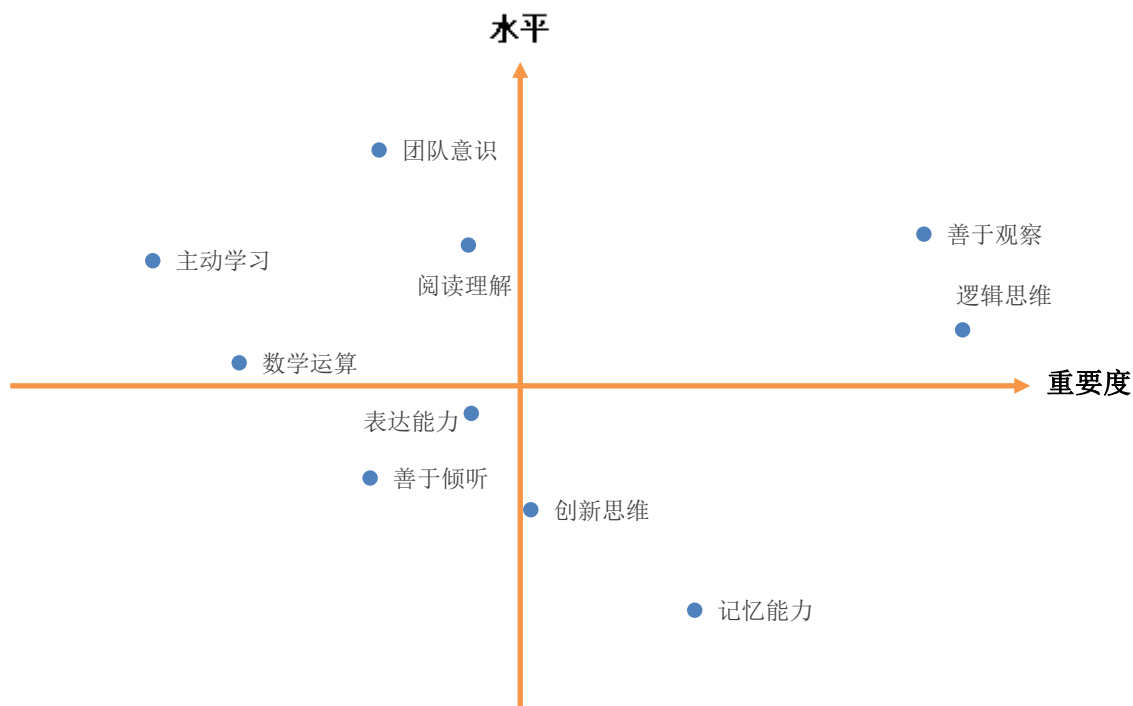 水平
团队意识
善于观察
主动学习
阅读理解
逻辑思维
数学运算
重要度
表达能力
善于倾听
创新思维
记忆能力